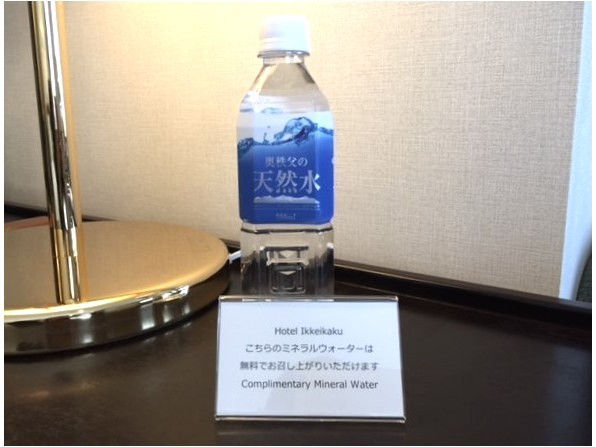 奥秩父の
天然水
Hotel Ikkeikaku
こちらのミネラルウォーターは
無料でお召し上がりいただけます
Complimentary Mineral Water